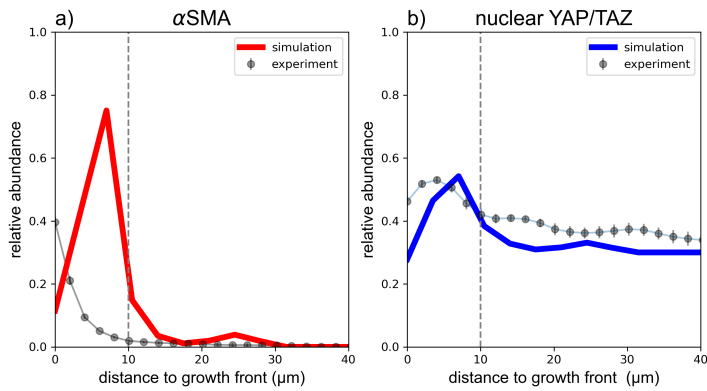 a) αSMA
1.0
0.8
0.6
0.4
0.2
0.0
relative abundance
simulation
experiment
0 10 20 30 40
distance to growth front (μm)
b) nuclear YAP/TAZ
1.0
0.8
0.6
0.4
0.2
0.0
relative abundance
simulation
experiment
0 10 20 30 40
distance to growth front (μm)